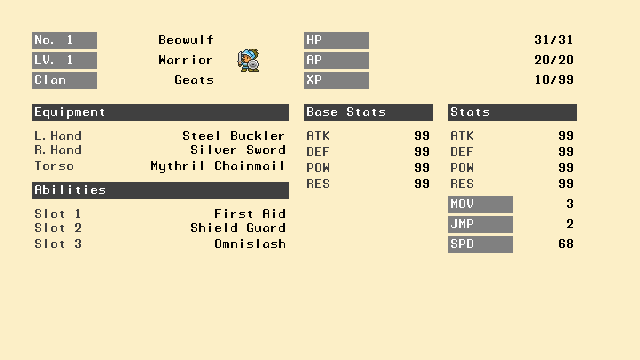 No. 1 Beowulf
LV. 1 Warrior
Clan Geats
HP 31/31
AP 20/20
XP 10/99
Equipment
L.Hand Steel Buckler
R.Hand Silver Sword
Torso Mythril Chainmail
Abilities
Slot 1 First Aid
Slot 2 Shield Guard
Slot 3 Omnislash
Base Stats
ATK 99
DEF 99
POW 99
RES 99
Stats
ATK 99
DEF 99
POW 99
RES 99
MOV 3
JMP 2
SPD 68